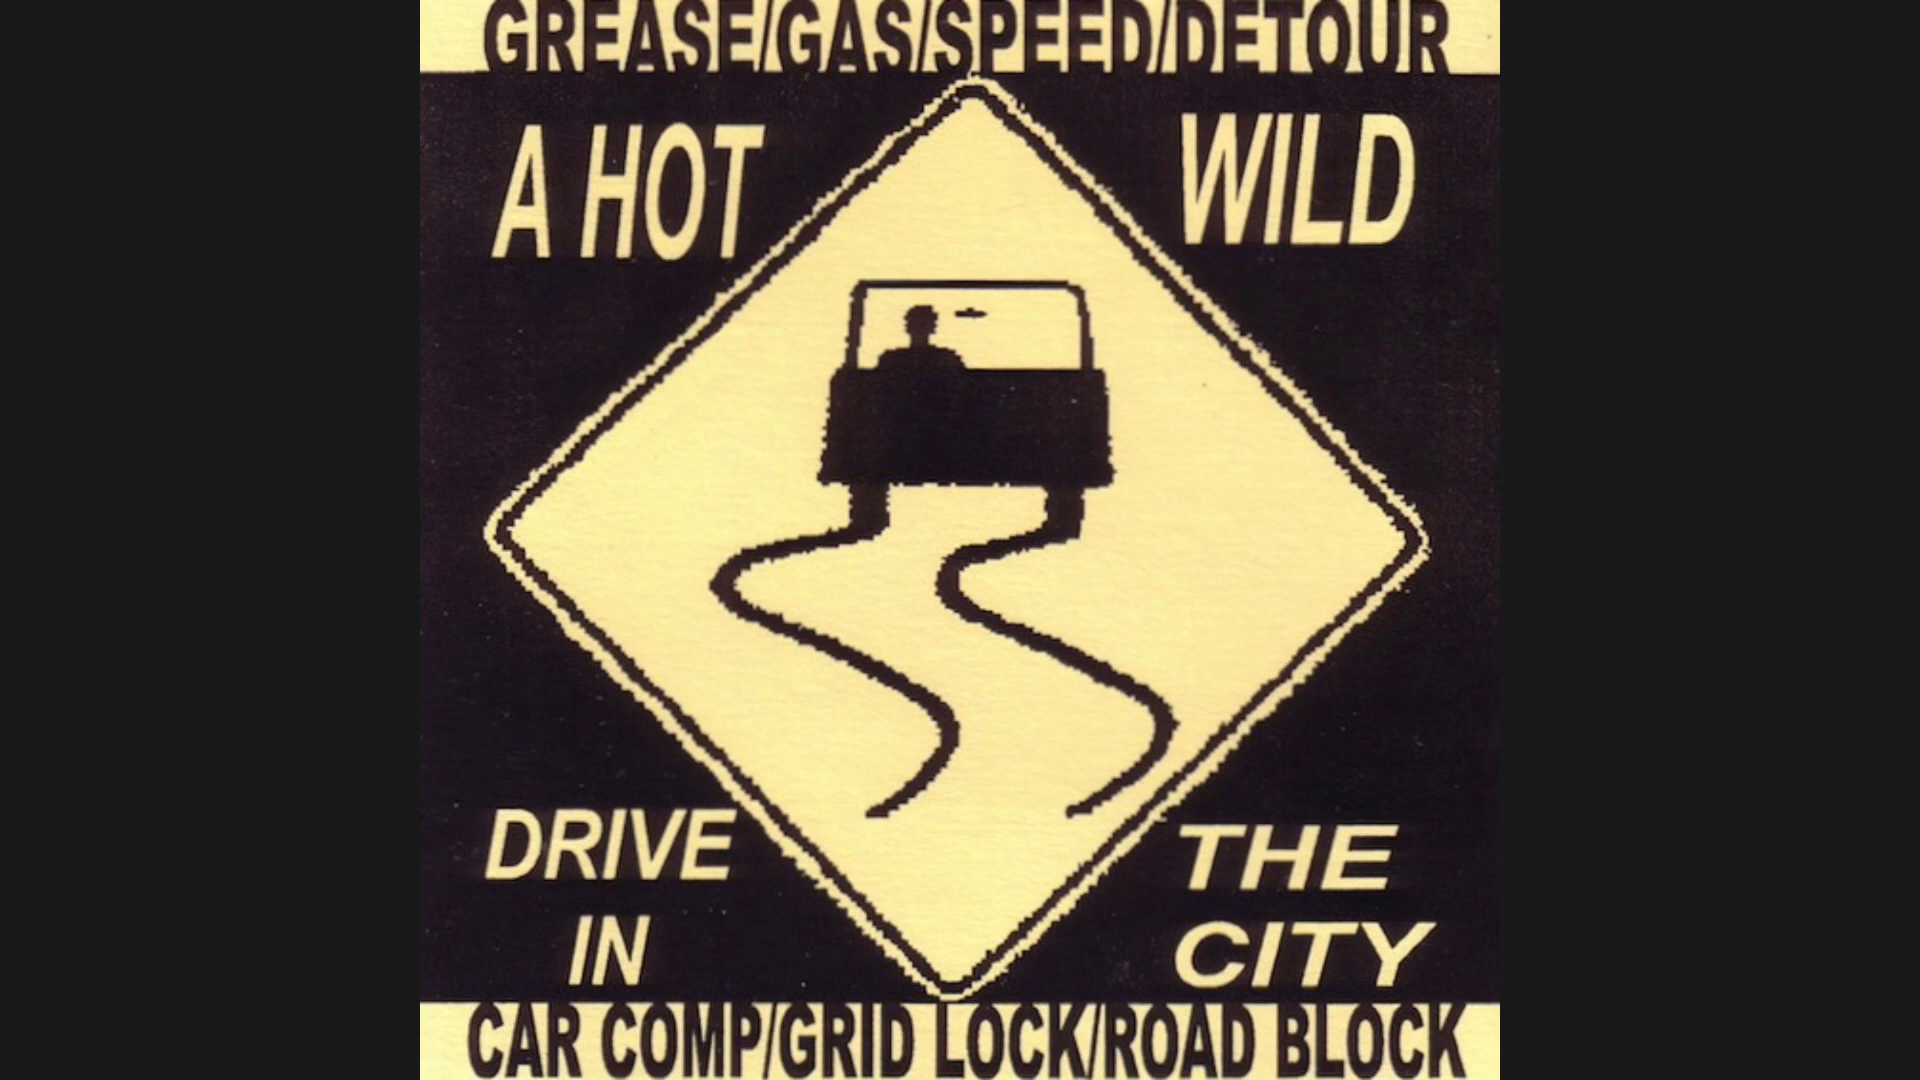 GREASE/GAS/SPEED/DETOUR
A HOT
WILD
DRIVE
IN
THE
CITY
CAR COMP/GRID LOCK/ROAD BLOCK